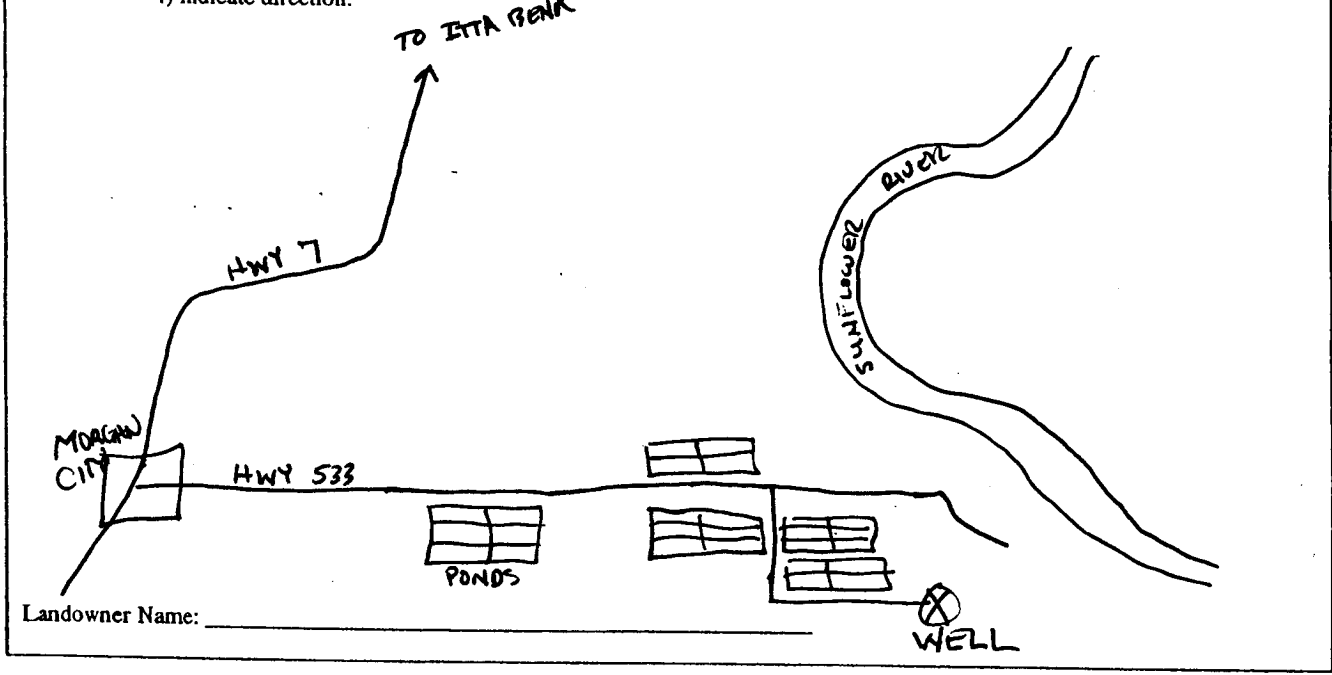 4) indicate direction.
TO ITTA BENA
RIVER
HWY 7
SUNFLOWER
MORGAN
CITY
HWY 533
PONDS
Landowner Name:
WELL